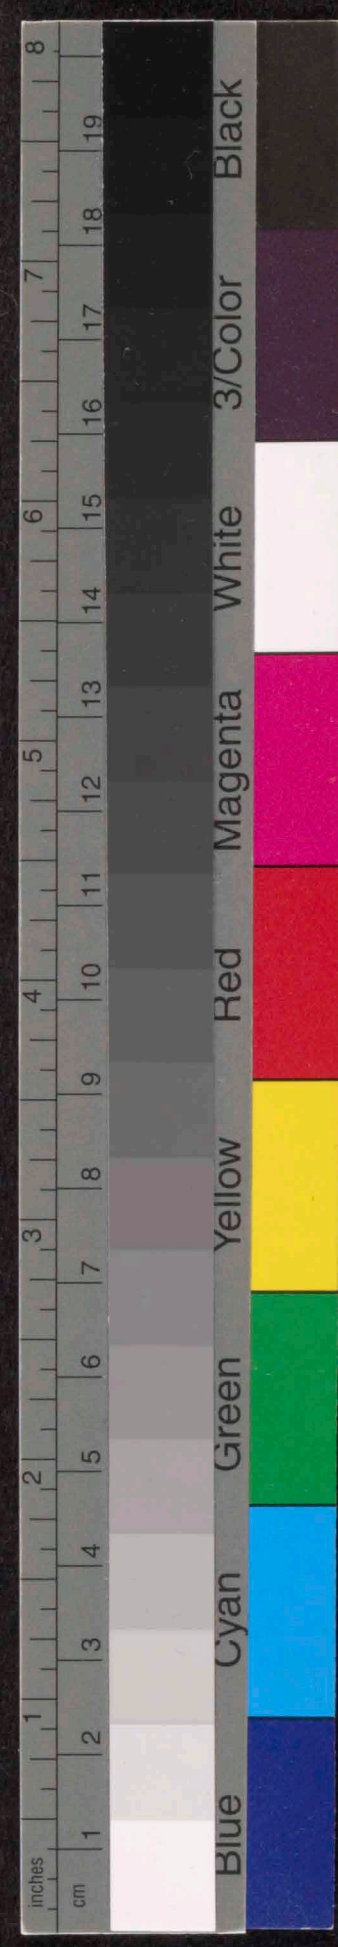 inches 1 2 3 4 5 6 7 8
cm 1 2 3 4 5 6 7 8 9 10 11 12 13 14 15 16 17 18 19
Blue Cyan Green Yellow Red Magenta White 3/Color Black